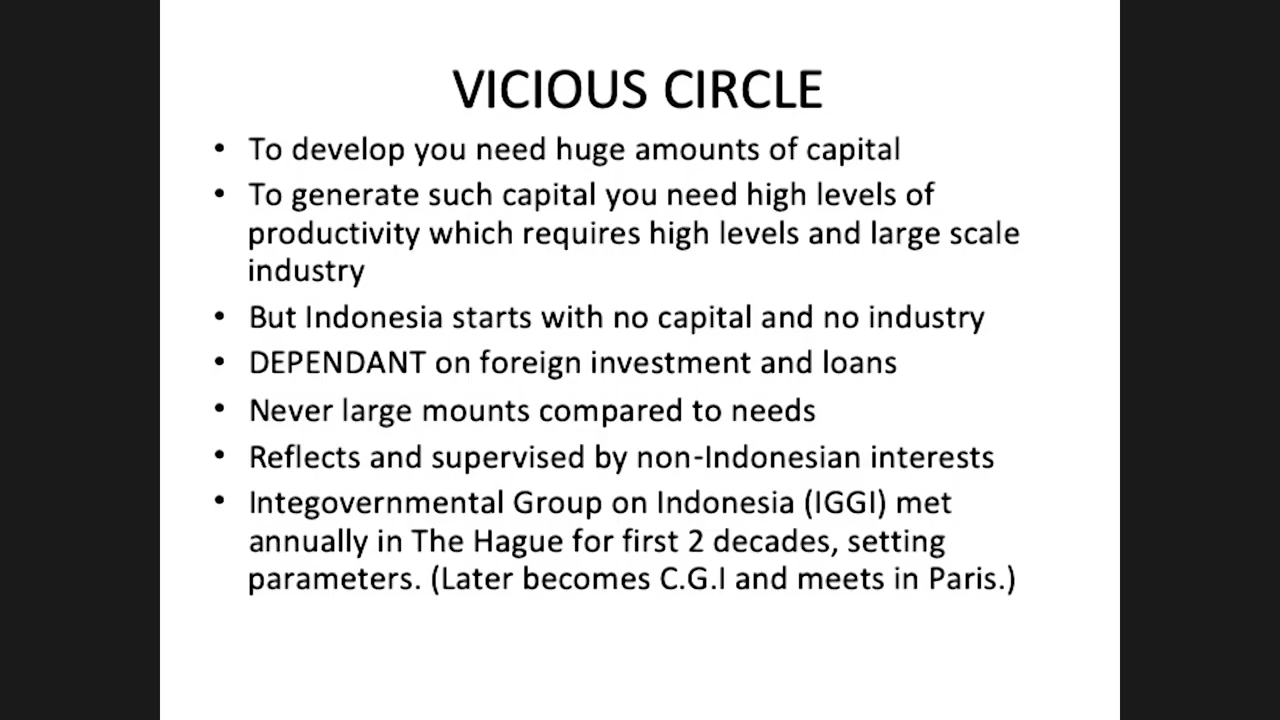 VICIOUS CIRCLE
• To develop you need huge amounts of capital
• To generate such capital you need high levels of
productivity which requires high levels and large scale
industry
• But Indonesia starts with no capital and no industry
• DEPENDANT on foreign investment and loans
• Never large mounts compared to needs
• Reflects and supervised by non-Indonesian interests
• Integovernmental Group on Indonesia (IGGI) met
annually in The Hague for first 2 decades, setting
parameters. (Later becomes C.G.I and meets in Paris.)